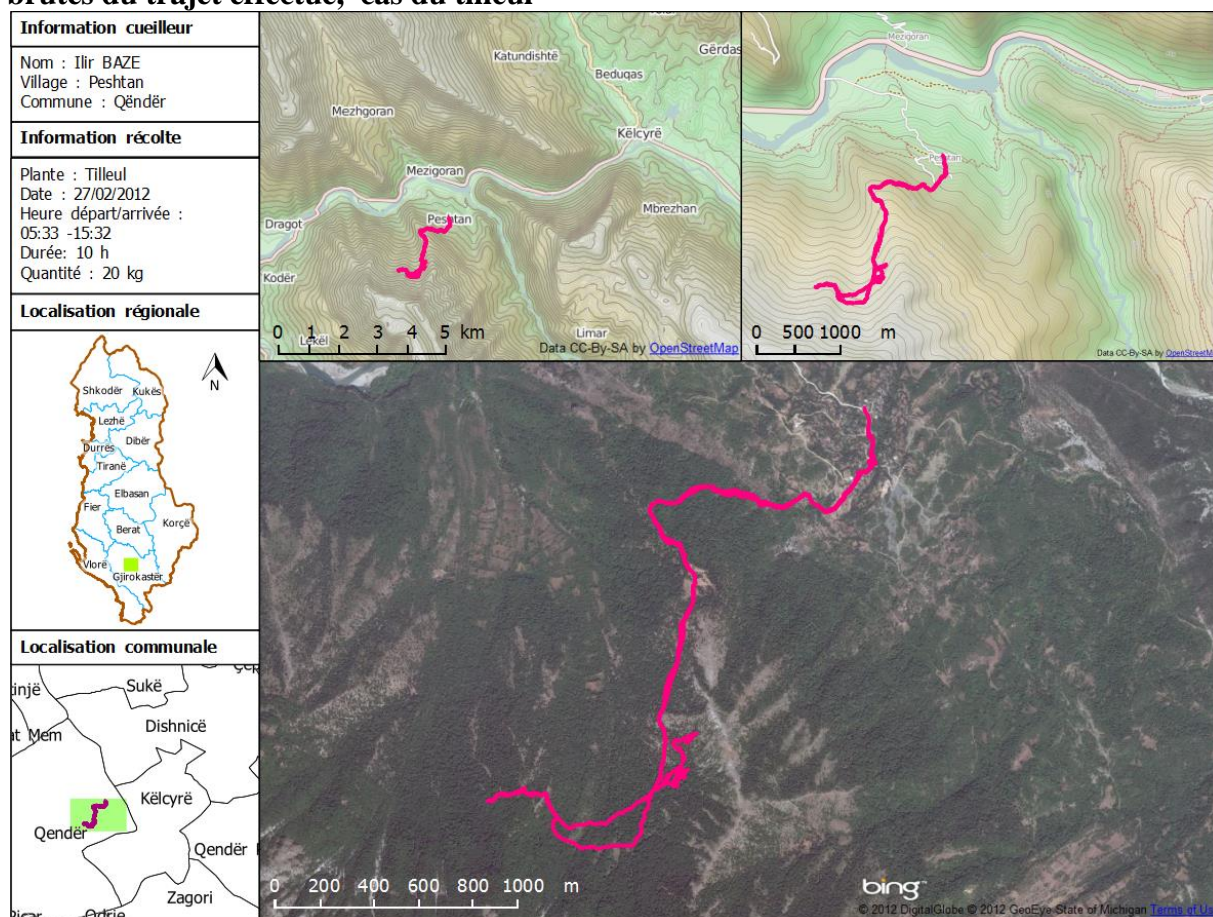 brutes du trajet effectué, cas du tilleul
Information cueilleur
Nom : Ilir BAZE
Village : Peshtan
Commune : Qëndër
Information récolte
Plante : Tilleul
Date : 27/02/2012
Heure départ/arrivée :
05:33 -15:32
Durée: 10 h
Quantité : 20 kg
Localisation régionale
N
Shkodër
Kukës
Lezhë
Dibër
Durrës
Tiranë
Elbasan
Fier
Korçë
Berat
Vlorë
Gjirokastër
Localisation communale
Sukë
Dishnicë
Këlcyrë
Qendër
Qendër
Zagori
Katundishtë
Gërdas
Beduqas
Mezhgoran
Këlcyrë
Mezigoran
Mbrezhan
Dragot
Peshtan
Kodër
Limar
Lekël
0 1 2 3 4 5 km
Data CC-By-SA by OpenStreetMap
Mezigoran
Peshtan
0 500 1000 m
Data CC-By-SA by OpenStreetM
0 200 400 600 800 1000 m
bing
© 2012 DigitalGlobe © 2012 GeoEye State of Michigan Terms of Us